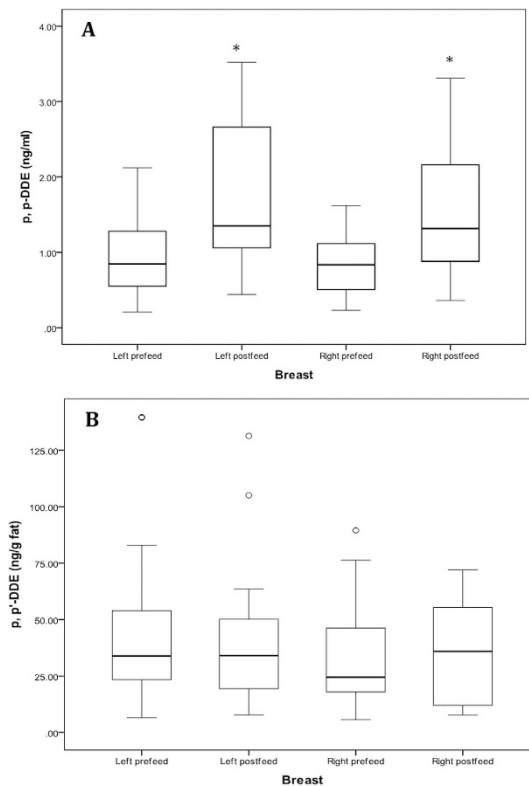 A
4.00
*
*
3.00
2.00
1.00
.00
p, p-DDE (ng/ml)
Left prefeed Left postfeed Right prefeed Right postfeed
Breast
B
125.00
100.00
75.00
50.00
25.00
.00
p, p'-DDE (ng/g fat)
Left prefeed Left postfeed Right prefeed Right postfeed
Breast